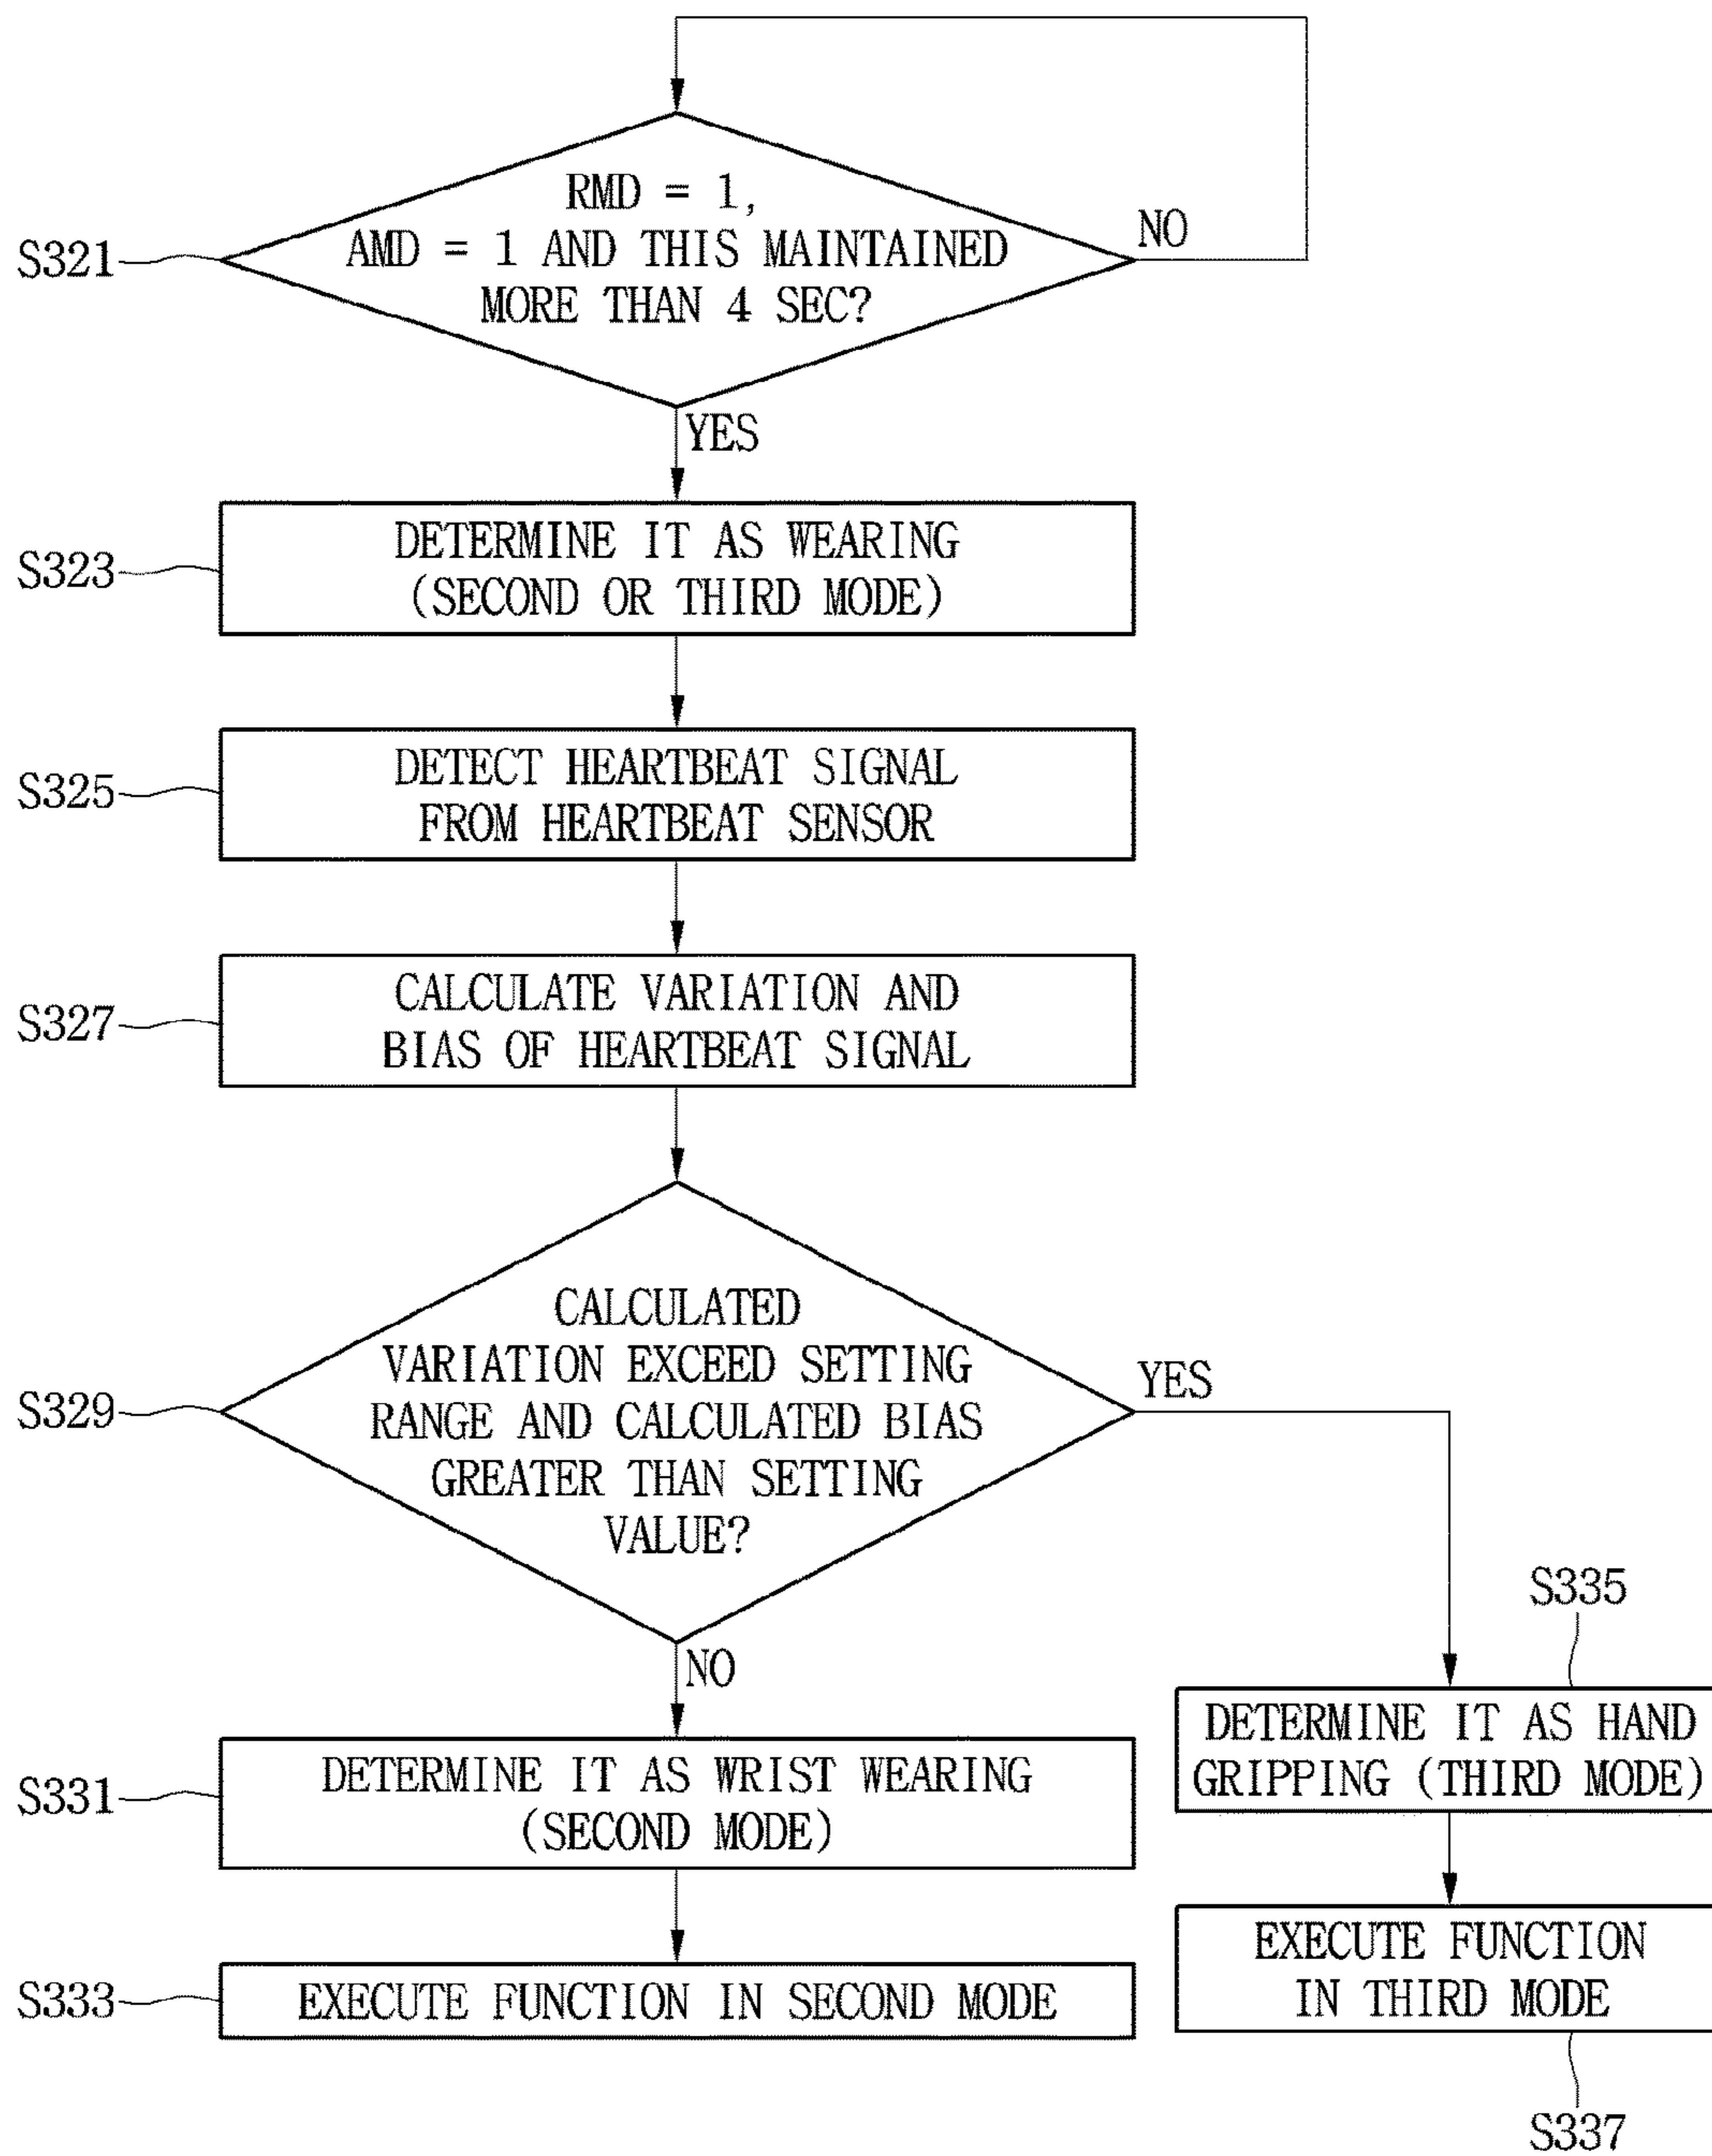 RMD = 1,
AMD = 1 AND THIS MAINTAINED
MORE THAN 4 SEC?
NO
S321
YES
DETERMINE IT AS WEARING
(SECOND OR THIRD MODE)
S323
DETECT HEARTBEAT SIGNAL
FROM HEARTBEAT SENSOR
S325
CALCULATE VARIATION AND
BIAS OF HEARTBEAT SIGNAL
S327
CALCULATED
VARIATION EXCEED SETTING
RANGE AND CALCULATED BIAS
GREATER THAN SETTING
VALUE?
YES
S329
NO
S335
DETERMINE IT AS HAND
GRIPPING (THIRD MODE)
DETERMINE IT AS WRIST WEARING
(SECOND MODE)
S331
EXECUTE FUNCTION
IN THIRD MODE
EXECUTE FUNCTION IN SECOND MODE
S333
S337